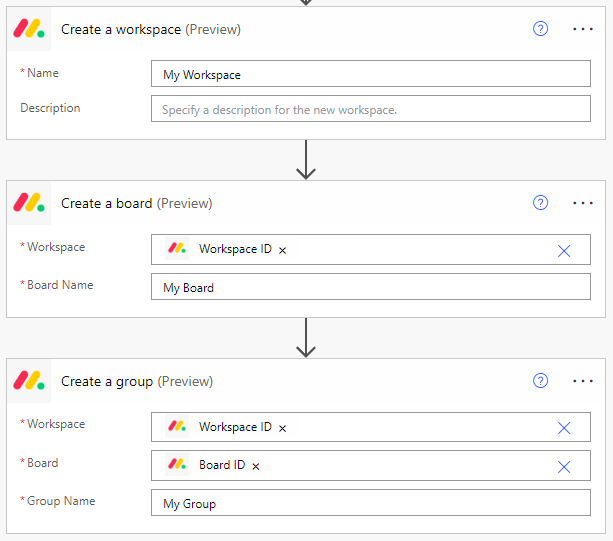 Create a workspace (Preview)
* Name My Workspace
Description Specify a description for the new workspace.
Create a board (Preview)
* Workspace Workspace ID ×
* Board Name My Board
Create a group (Preview)
* Workspace Workspace ID ×
* Board Board ID ×
* Group Name My Group